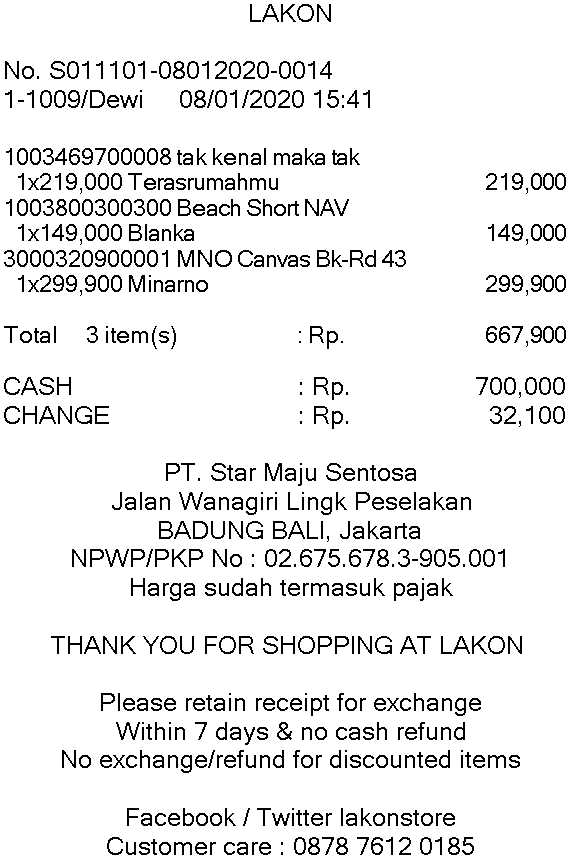 LAKON
No. S011101-08012020-0014
1-1009/Dewi 08/01/2020 15:41
1003469700008 tak kenal maka tak
1x219,000 Terasrumahmu 219,000
1003800300300 Beach Short NAV
1x149,000 Blanka 149,000
3000320900001 MNO Canvas Bk-Rd 43
1x299,900 Minarno 299,900
Total 3 item(s) : Rp. 667,900
CASH : Rp. 700,000
CHANGE : Rp. 32,100
PT. Star Maju Sentosa
Jalan Wanagiri Lingk Peselakan
BADUNG BALI, Jakarta
NPWP/PKP No : 02.675.678.3-905.001
Harga sudah termasuk pajak
THANK YOU FOR SHOPPING AT LAKON
Please retain receipt for exchange
Within 7 days & no cash refund
No exchange/refund for discounted items
Facebook / Twitter lakonstore
Customer care : 0878 7612 0185